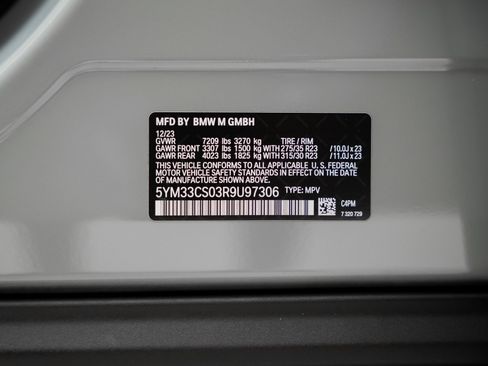 MFD BY BMW M GMBH
12/23
GVWR 7209 lbs 3270 kg TIRE / RIM
GAWR FRONT 3307 lbs 1500 kg with 275/35 R23 /10.0J x 23
GAWR REAR 4023 lbs 1825 kg with 315/30 R23 /11.0J x 23
THIS VEHICLE CONFORMS TO ALL APPLICABLE U. S. FEDERAL
MOTOR VEHICLE SAFETY STANDARDS IN EFFECT ON THE
DATE OF MANUFACTURE SHOWN ABOVE.
5YM33CS03R9U97306 TYPE: MPV
C4PM
7 320 729